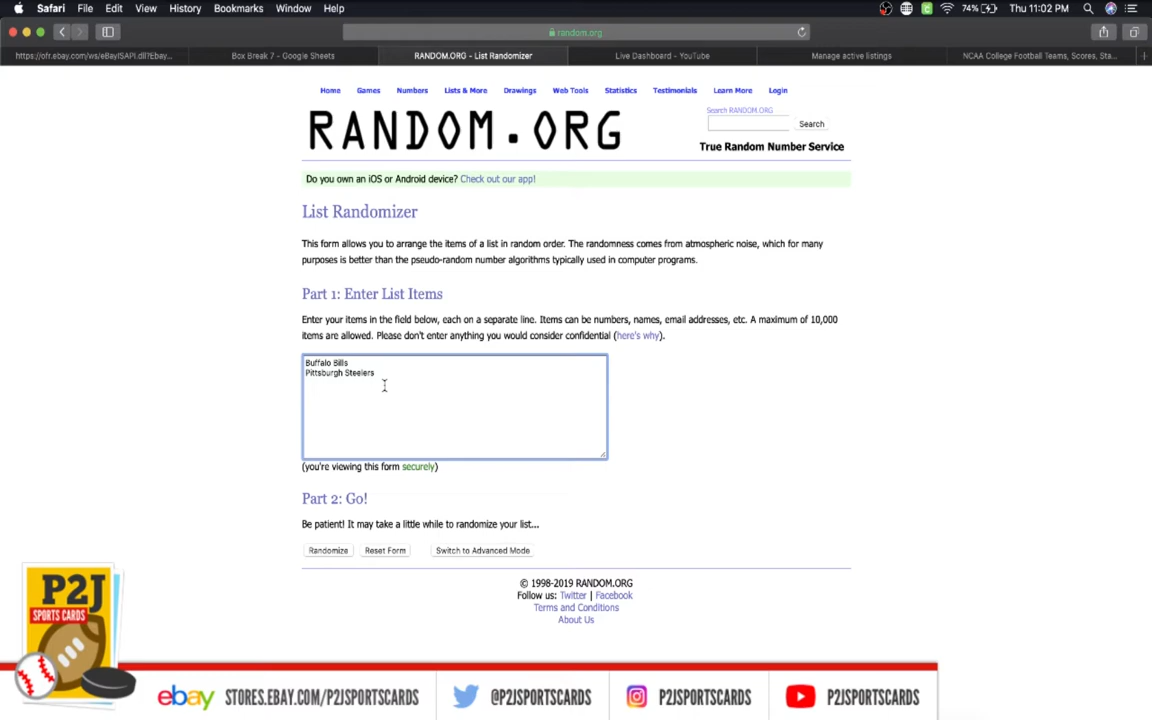 Safari File Edit View History Bookmarks Window Help 74% Thu 11:02 PM
random.org
https://ofr.ebay.com/ws/eBayISAPI.dll?Ebay... Box Break 7 - Google Sheets RANDOM.ORG - List Randomizer Live Dashboard - YouTube Manage active listings NCAA College Football Teams, Scores, Sta...
Home Games Numbers Lists & More Drawings Web Tools Statistics Testimonials Learn More Login
RANDOM.ORG
Search RANDOM.ORG
Search
True Random Number Service
Do you own an iOS or Android device? Check out our app!
List Randomizer
This form allows you to arrange the items of a list in random order. The randomness comes from atmospheric noise, which for many
purposes is better than the pseudo-random number algorithms typically used in computer programs.
Part 1: Enter List Items
Enter your items in the field below, each on a separate line. Items can be numbers, names, email addresses, etc. A maximum of 10,000
items are allowed. Please don't enter anything you would consider confidential (here's why).
Buffalo Bills
Pittsburgh Steelers
(you're viewing this form securely)
Part 2: Go!
Be patient! It may take a little while to randomize your list...
Randomize Reset Form Switch to Advanced Mode
© 1998-2019 RANDOM.ORG
Follow us: Twitter | Facebook
Terms and Conditions
About Us
P2J
SPORTS CARDS
ebay STORES.EBAY.COM/P2JSPORTSCARDS @P2JSPORTSCARDS P2JSPORTSCARDS P2JSPORTSCARDS